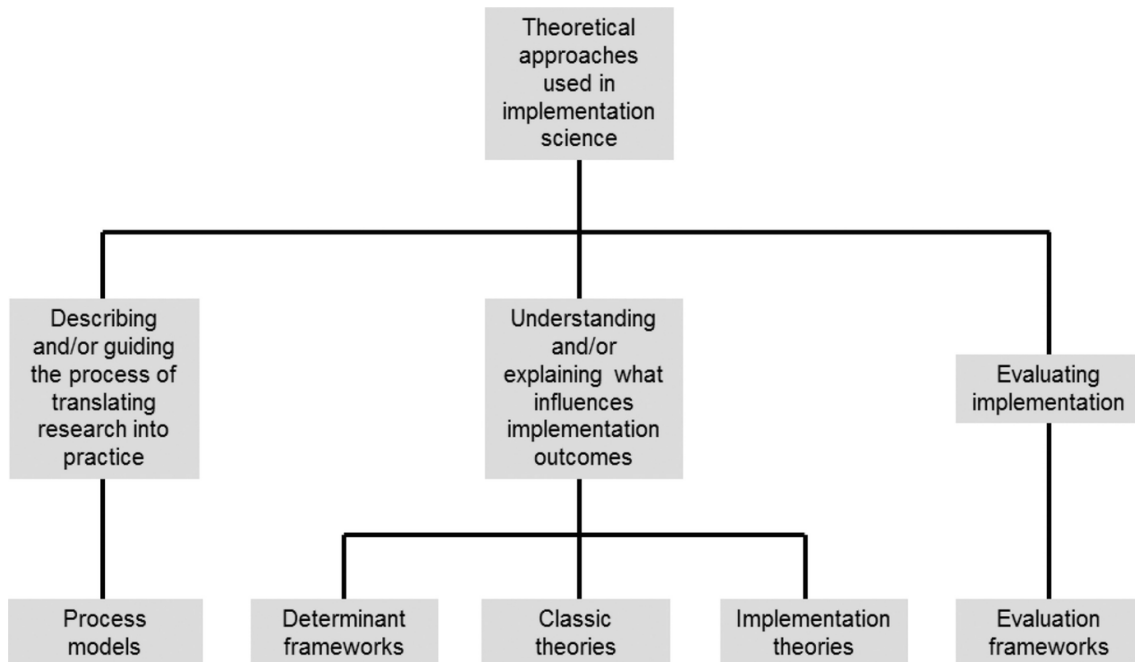 Theoretical
approaches
used in
implementation
science
Describing
and/or guiding
the process of
translating
research into
practice
Understanding
and/or
explaining what
influences
implementation
outcomes
Evaluating
implementation
Process
models
Determinant
frameworks
Classic
theories
Implementation
theories
Evaluation
frameworks